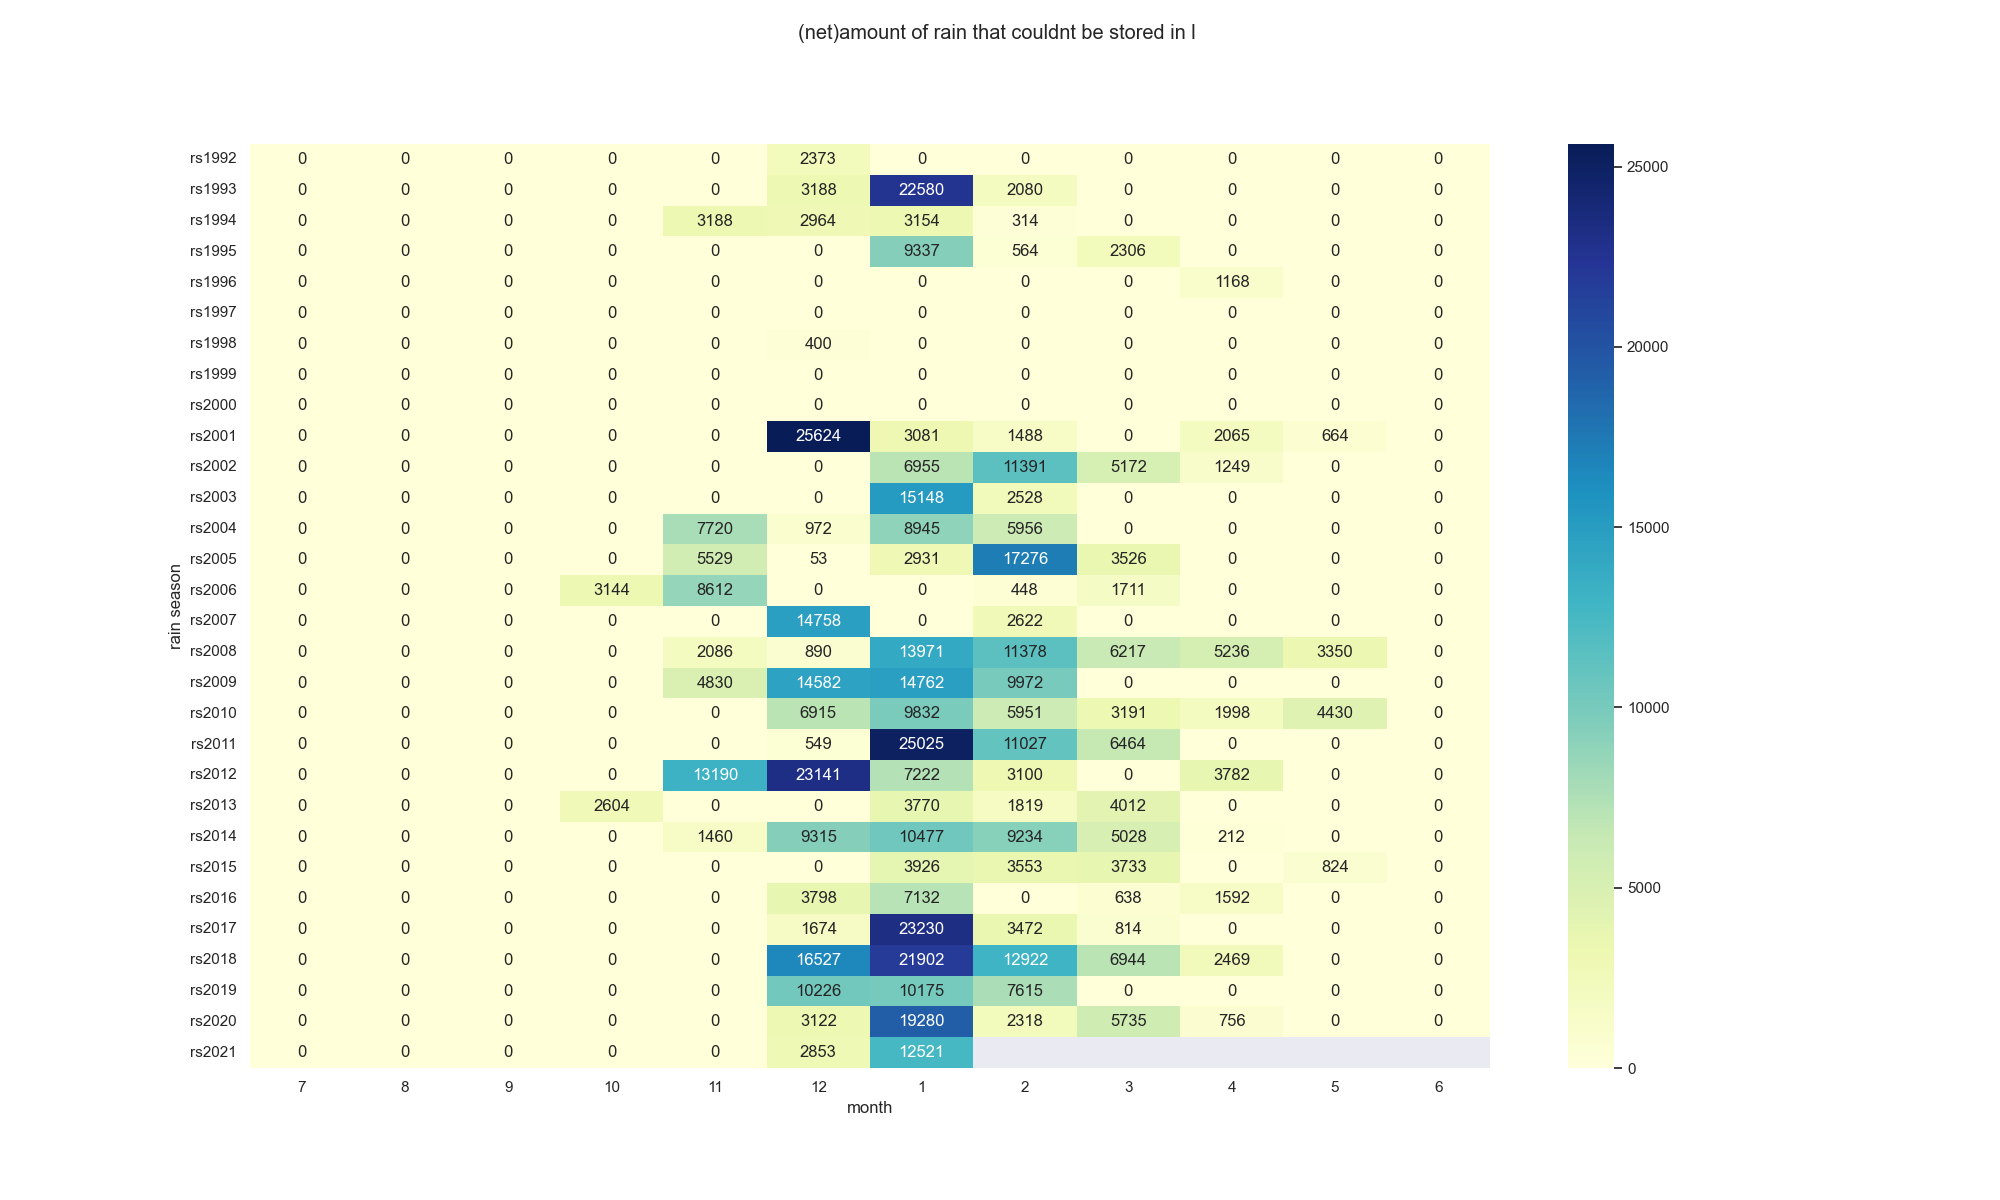 (net)amount of rain that couldnt be stored in l
rs1992 0 0 0 0 0 2373 0 0 0 0 0 0
rs1993 0 0 0 0 0 3188 22580 2080 0 0 0 0
rs1994 0 0 0 0 3188 2964 3154 314 0 0 0 0
rs1995 0 0 0 0 0 0 9337 564 2306 0 0 0
rs1996 0 0 0 0 0 0 0 0 0 1168 0 0
rs1997 0 0 0 0 0 0 0 0 0 0 0 0
rs1998 0 0 0 0 0 400 0 0 0 0 0 0
rs1999 0 0 0 0 0 0 0 0 0 0 0 0
rs2000 0 0 0 0 0 0 0 0 0 0 0 0
rs2001 0 0 0 0 0 25624 3081 1488 0 2065 664 0
rs2002 0 0 0 0 0 0 6955 11391 5172 1249 0 0
rs2003 0 0 0 0 0 0 15148 2528 0 0 0 0
rs2004 0 0 0 0 7720 972 8945 5956 0 0 0 0
rs2005 0 0 0 0 5529 53 2931 17276 3526 0 0 0
rs2006 0 0 0 3144 8612 0 0 448 1711 0 0 0
rs2007 0 0 0 0 0 14758 0 2622 0 0 0 0
rs2008 0 0 0 0 2086 890 13971 11378 6217 5236 3350 0
rs2009 0 0 0 0 4830 14582 14762 9972 0 0 0 0
rs2010 0 0 0 0 0 6915 9832 5951 3191 1998 4430 0
rs2011 0 0 0 0 0 549 25025 11027 6464 0 0 0
rs2012 0 0 0 0 13190 23141 7222 3100 0 3782 0 0
rs2013 0 0 0 2604 0 0 3770 1819 4012 0 0 0
rs2014 0 0 0 0 1460 9315 10477 9234 5028 212 0 0
rs2015 0 0 0 0 0 0 3926 3553 3733 0 824 0
rs2016 0 0 0 0 0 3798 7132 0 638 1592 0 0
rs2017 0 0 0 0 0 1674 23230 3472 814 0 0 0
rs2018 0 0 0 0 0 16527 21902 12922 6944 2469 0 0
rs2019 0 0 0 0 0 10226 10175 7615 0 0 0 0
rs2020 0 0 0 0 0 3122 19280 2318 5735 756 0 0
rs2021 0 0 0 0 0 2853 12521
7 8 9 10 11 12 1 2 3 4 5 6
month
rain season
25000
20000
15000
10000
5000
0